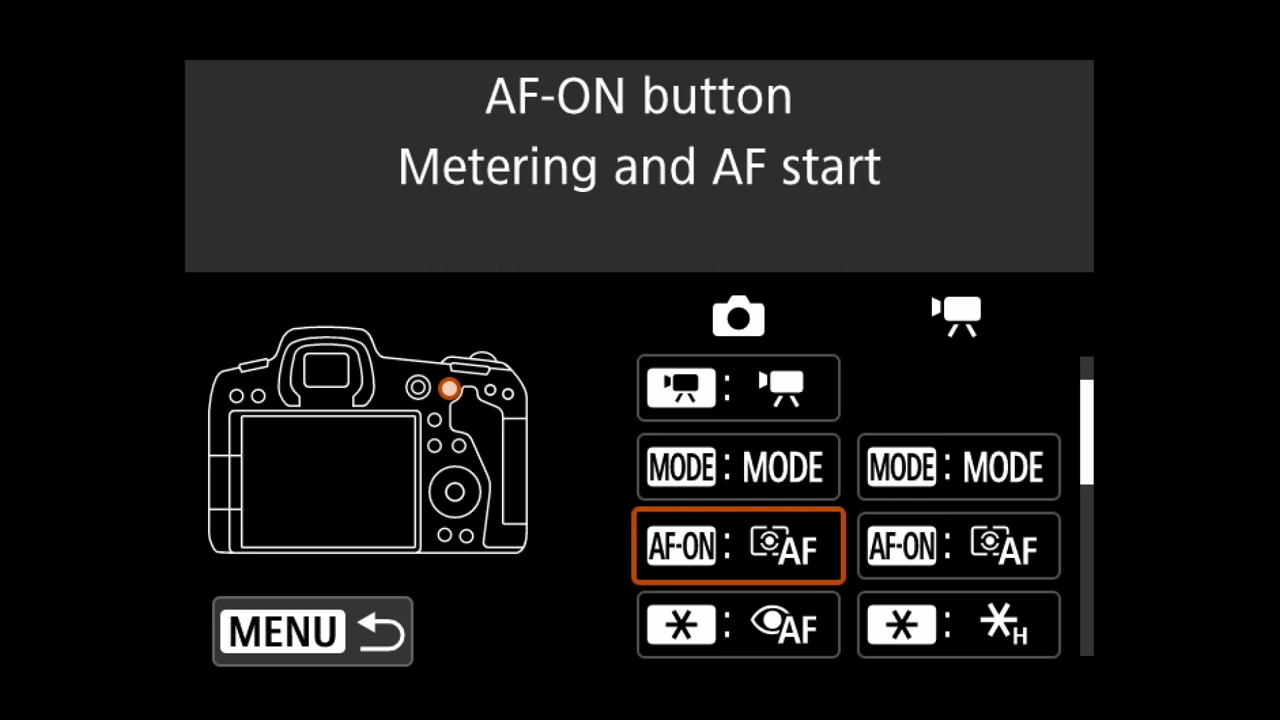 AF-ON button
Metering and AF start
MODE : MODE
MODE : MODE
AF-ON : AF
AF-ON : AF
* : AF
* : *H
MENU